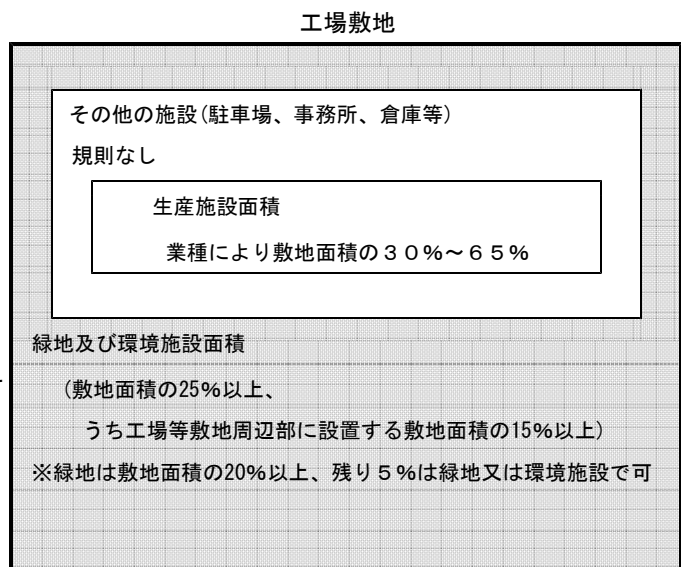 工場敷地
その他の施設(駐車場、事務所、倉庫等)
規則なし
生産施設面積
業種により敷地面積の３０％～６５％
緑地及び環境施設面積
(敷地面積の25%以上、
うち工場等敷地周辺部に設置する敷地面積の15%以上)
※緑地は敷地面積の20%以上、残り５%は緑地又は環境施設で可